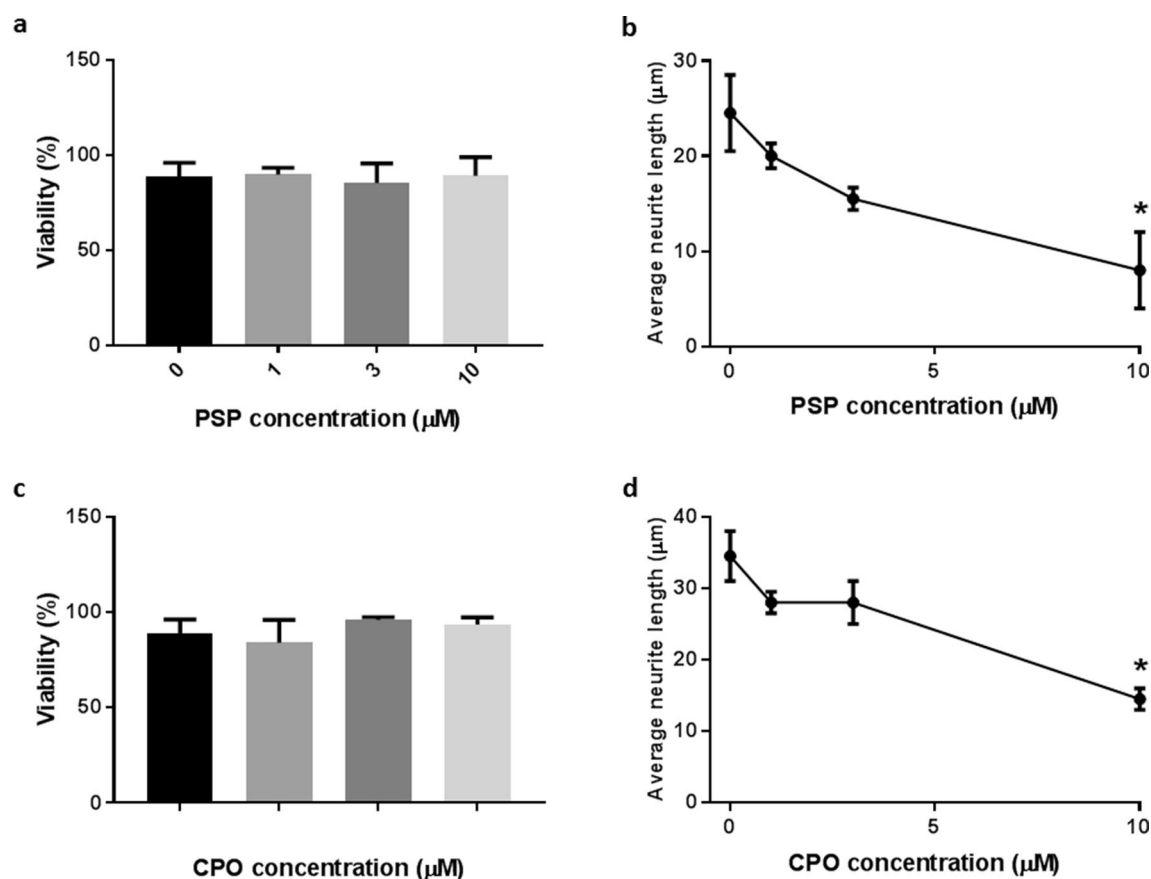 a
150
100
50
0
Viability (%)
0 1 3 10
PSP concentration (µM)
b
30
20
10
0
Average neurite length (µm)
*
0 5 10
PSP concentration (µM)
c
150
100
50
0
Viability (%)
CPO concentration (µM)
d
40
30
20
10
0
Average neurite length (µm)
*
0 5 10
CPO concentration (µM)